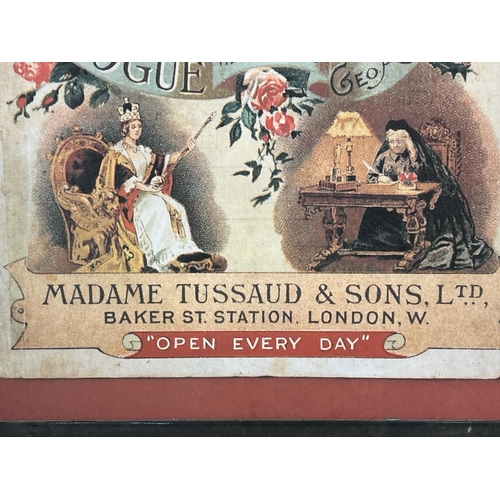 OGUE
GEO
MADAME TUSSAUD & SONS, LTD,
BAKER ST. STATION, LONDON, W.
"OPEN EVERY DAY"